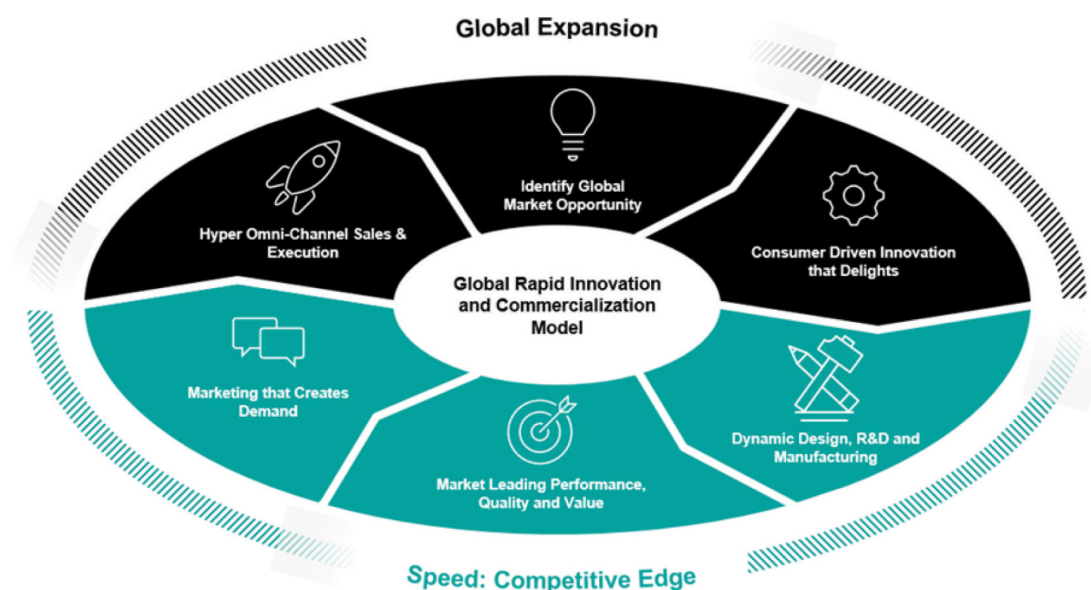 Global Expansion
Identify Global
Market Opportunity
Hyper Omni-Channel Sales &
Execution
Consumer Driven Innovation
that Delights
Global Rapid Innovation
and Commercialization
Model
Marketing that Creates
Demand
Dynamic Design, R&D and
Manufacturing
Market Leading Performance,
Quality and Value
Speed: Competitive Edge